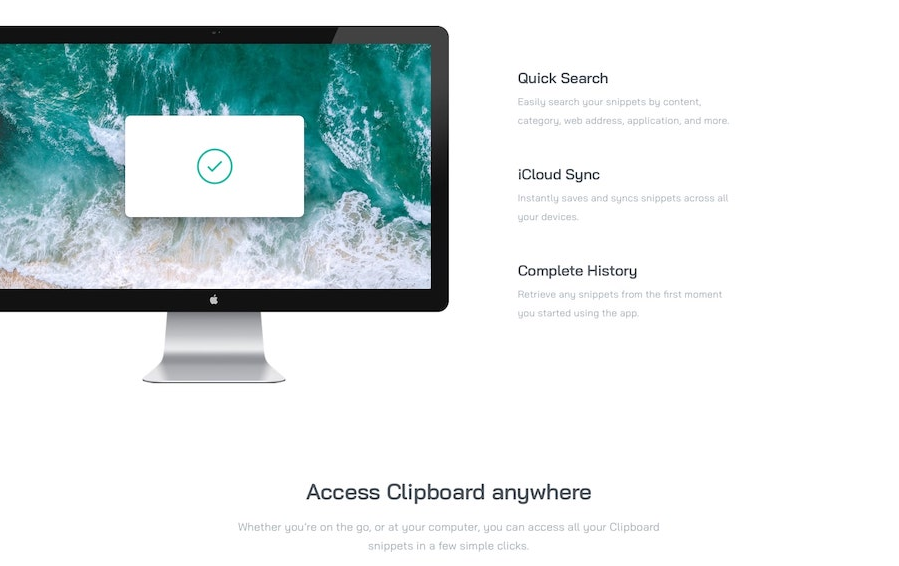 Quick Search
Easily search your snippets by content,
category, web address, application, and more.
iCloud Sync
Instantly saves and syncs snippets across all
your devices.
Complete History
Retrieve any snippets from the first moment
you started using the app.
Access Clipboard anywhere
Whether you’re on the go, or at your computer, you can access all your Clipboard
snippets in a few simple clicks.